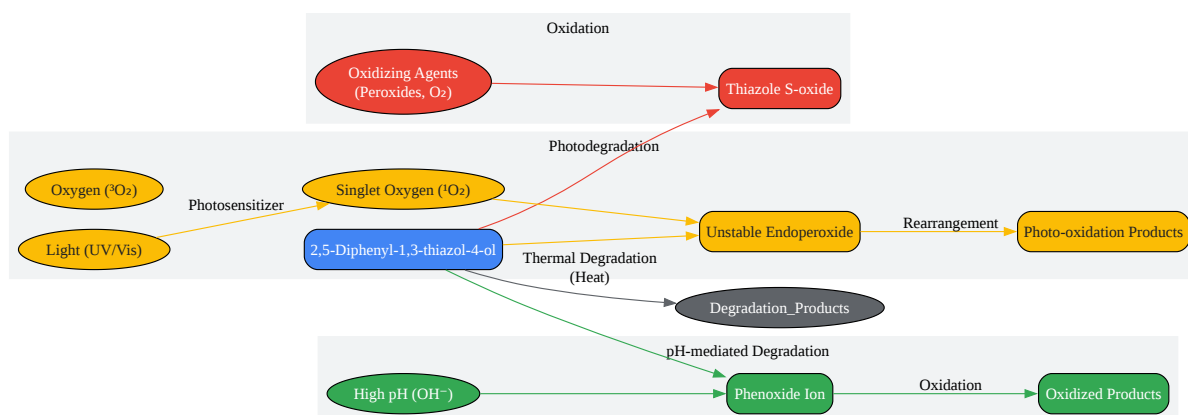 Oxidation
Oxidizing Agents
(Peroxides, O₂)
Thiazole S-oxide
Photodegradation
Oxygen (³O₂)
Photosensitizer
Singlet Oxygen (¹O₂)
Light (UV/Vis)
2,5-Diphenyl-1,3-thiazol-4-ol
Unstable Endoperoxide
Rearrangement
Photo-oxidation Products
Thermal Degradation
(Heat)
Degradation_Products
pH-mediated Degradation
High pH (OH⁻)
Phenoxide Ion
Oxidation
Oxidized Products